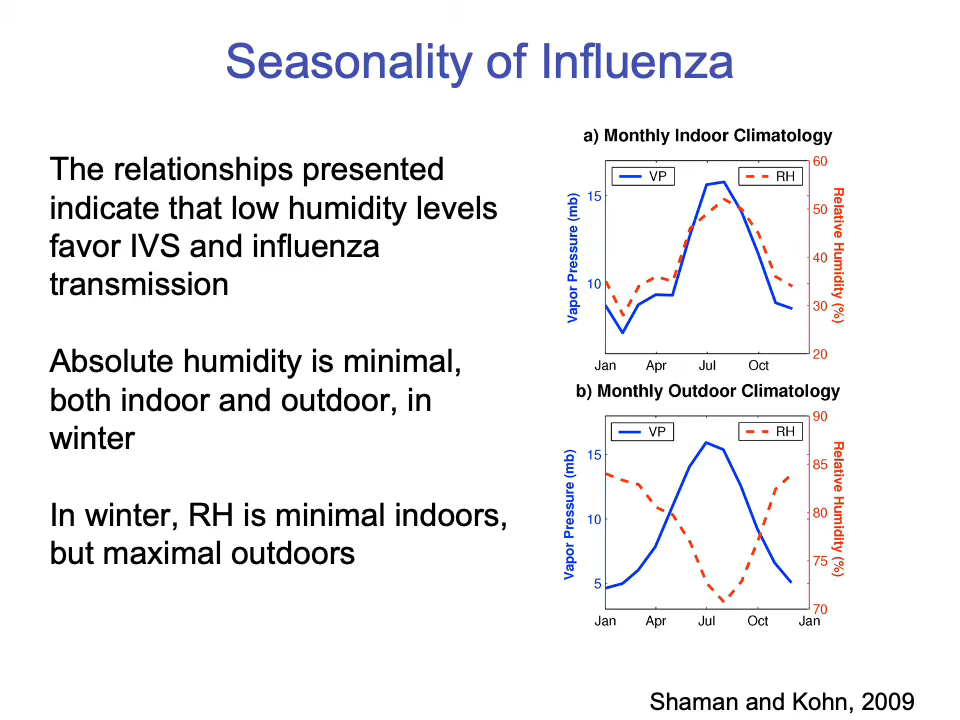 Seasonality of Influenza
The relationships presented
indicate that low humidity levels
favor IVS and influenza
transmission
Absolute humidity is minimal,
both indoor and outdoor, in
winter
In winter, RH is minimal indoors,
but maximal outdoors
a) Monthly Indoor Climatology
VP
RH
15
10
Vapor Pressure (mb)
60
50
40
30
20
Relative Humidity (%)
Jan Apr Jul Oct
b) Monthly Outdoor Climatology
VP
RH
15
10
5
Vapor Pressure (mb)
90
85
80
75
70
Relative Humidity (%)
Jan Apr Jul Oct Jan
Shaman and Kohn, 2009